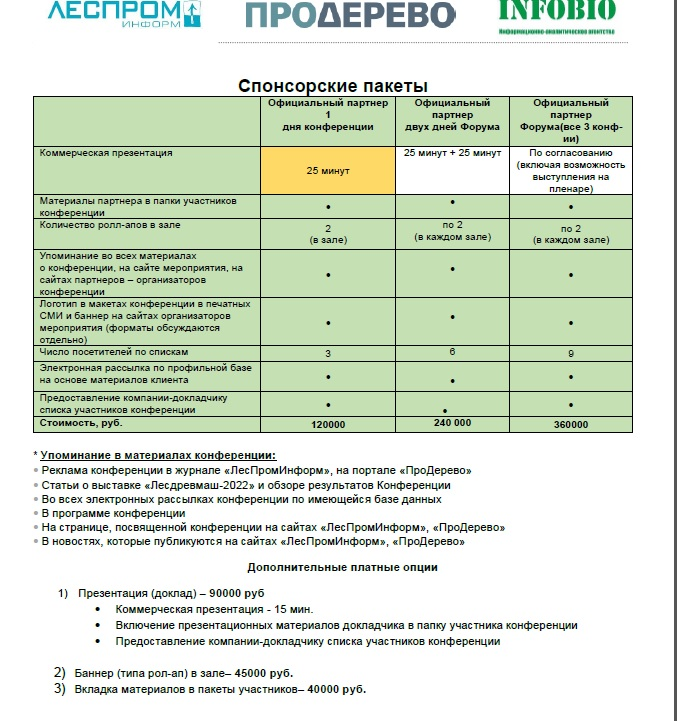 ЛЕСПРОМ
ИНФОРМ
ПРОДЕРЕВО
INFOBIO
Информационно-аналитическое агентство
Спонсорские пакеты
Официальный партнер
1
дня конференции
Официальный
партнер
двух дней Форума
Официальный
партнер
Форума(все 3 конф-
ии)
Коммерческая презентация
25 минут
25 минут + 25 минут
По согласованию
(включая возможность
выступления на
пленаре)
Материалы партнера в папки участников
конференции
•
•
•
Количество ролл-апов в зале
2
(в зале)
по 2
(в каждом зале)
по 2
(в каждом зале)
Упоминание во всех материалах
о конференции, на сайте мероприятия, на
сайтах партнеров – организаторов
конференции
•
•
•
Логотип в макетах конференции в печатных
СМИ и баннер на сайтах организаторов
мероприятия (форматы обсуждаются
отдельно)
•
•
•
Число посетителей по спискам
3
6
9
Электронная рассылка по профильной базе
на основе материалов клиента
•
•
•
Предоставление компании-докладчику
списка участников конференции
•
•
•
Стоимость, руб.
120000
240 000
360000
* Упоминание в материалах конференции:
• Реклама конференции в журнале «ЛесПромИнформ», на портале «ПроДерево»
• Статьи о выставке «Лесдревмаш-2022» и обзоре результатов Конференции
• Во всех электронных рассылках конференции по имеющейся базе данных
• В программе конференции
• На странице, посвященной конференции на сайтах «ЛесПромИнформ», «ПроДерево»
• В новостях, которые публикуются на сайтах «ЛесПромИнформ», «ПроДерево»
Дополнительные платные опции
1) Презентация (доклад) – 90000 руб
• Коммерческая презентация - 15 мин.
• Включение презентационных материалов докладчика в папку участника конференции
• Предоставление компании-докладчику списка участников конференции
2) Баннер (типа рол-ап) в зале– 45000 руб.
3) Вкладка материалов в пакеты участников– 40000 руб.